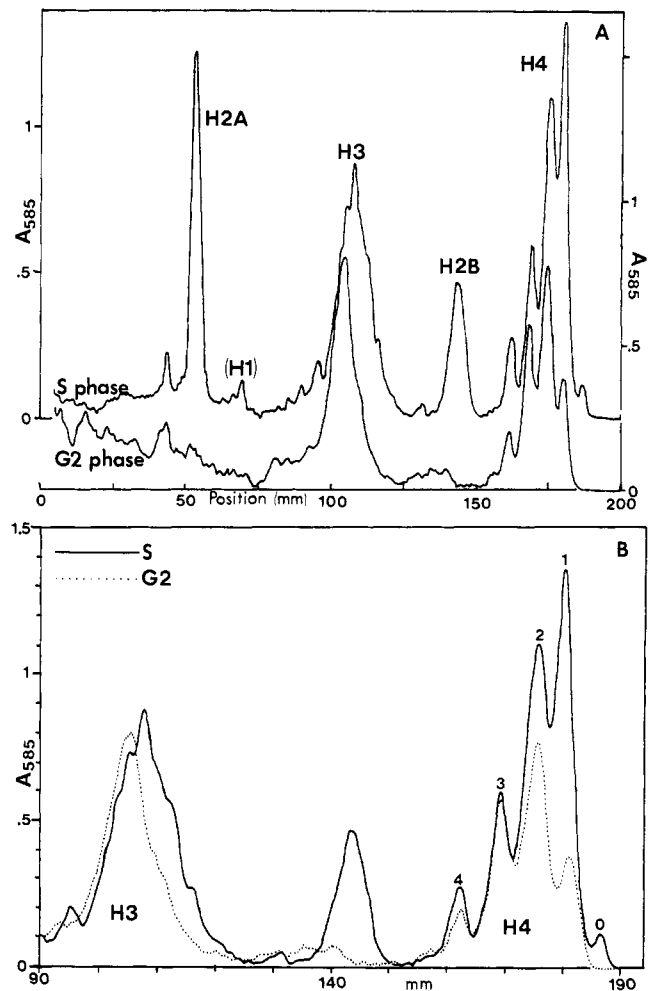 A
H4
H2A
H3
1
1
A585
A585
.5
H2B
.5
(H1)
S phase
0
G2 phase
0
0 50 Position (mm) 100 150 200
1.5
S
B
G2
1
2
1
A585
3
.5
4
H3
H4
0
0
90 140 mm 190